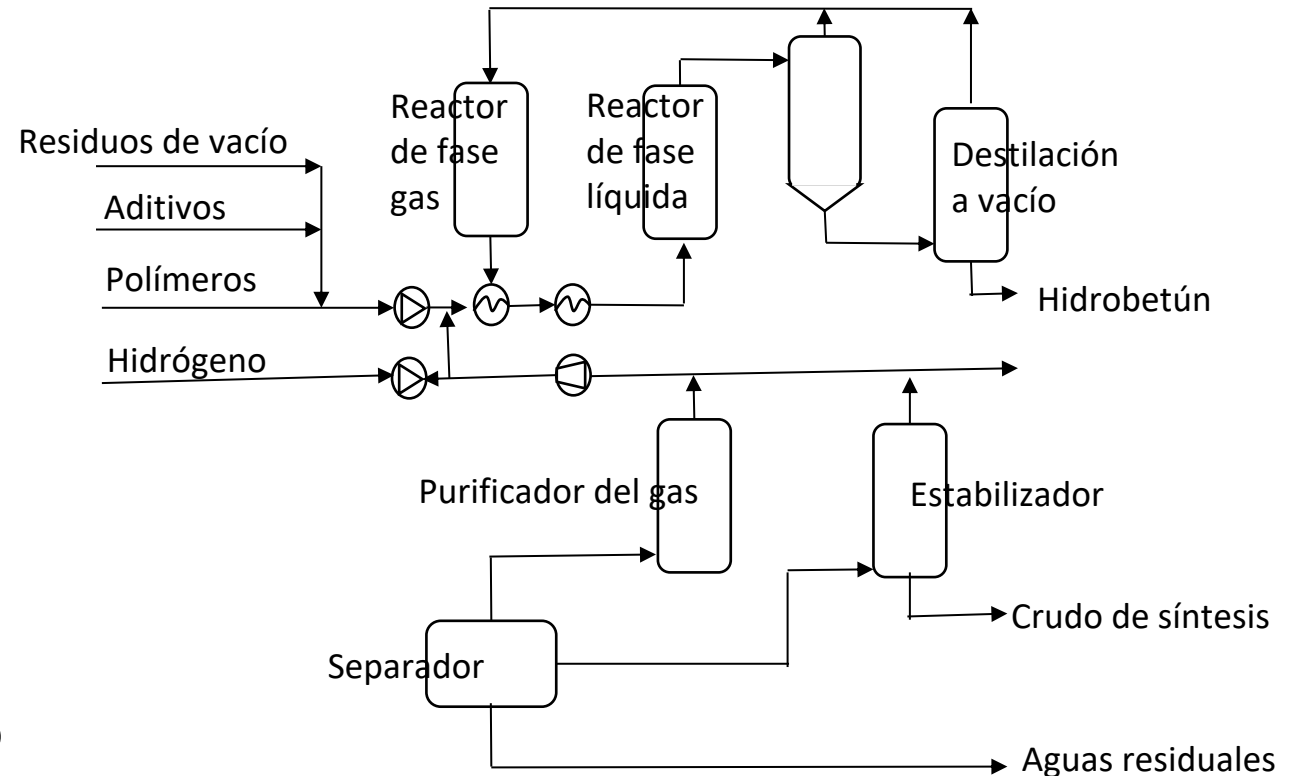 Reactor
de fase
gas
Reactor
de fase
líquida
Residuos de vacío
Aditivos
Polímeros
Hidrógeno
Destilación
a vacío
Hidrobetún
Purificador del gas
Estabilizador
Crudo de síntesis
Separador
Aguas residuales